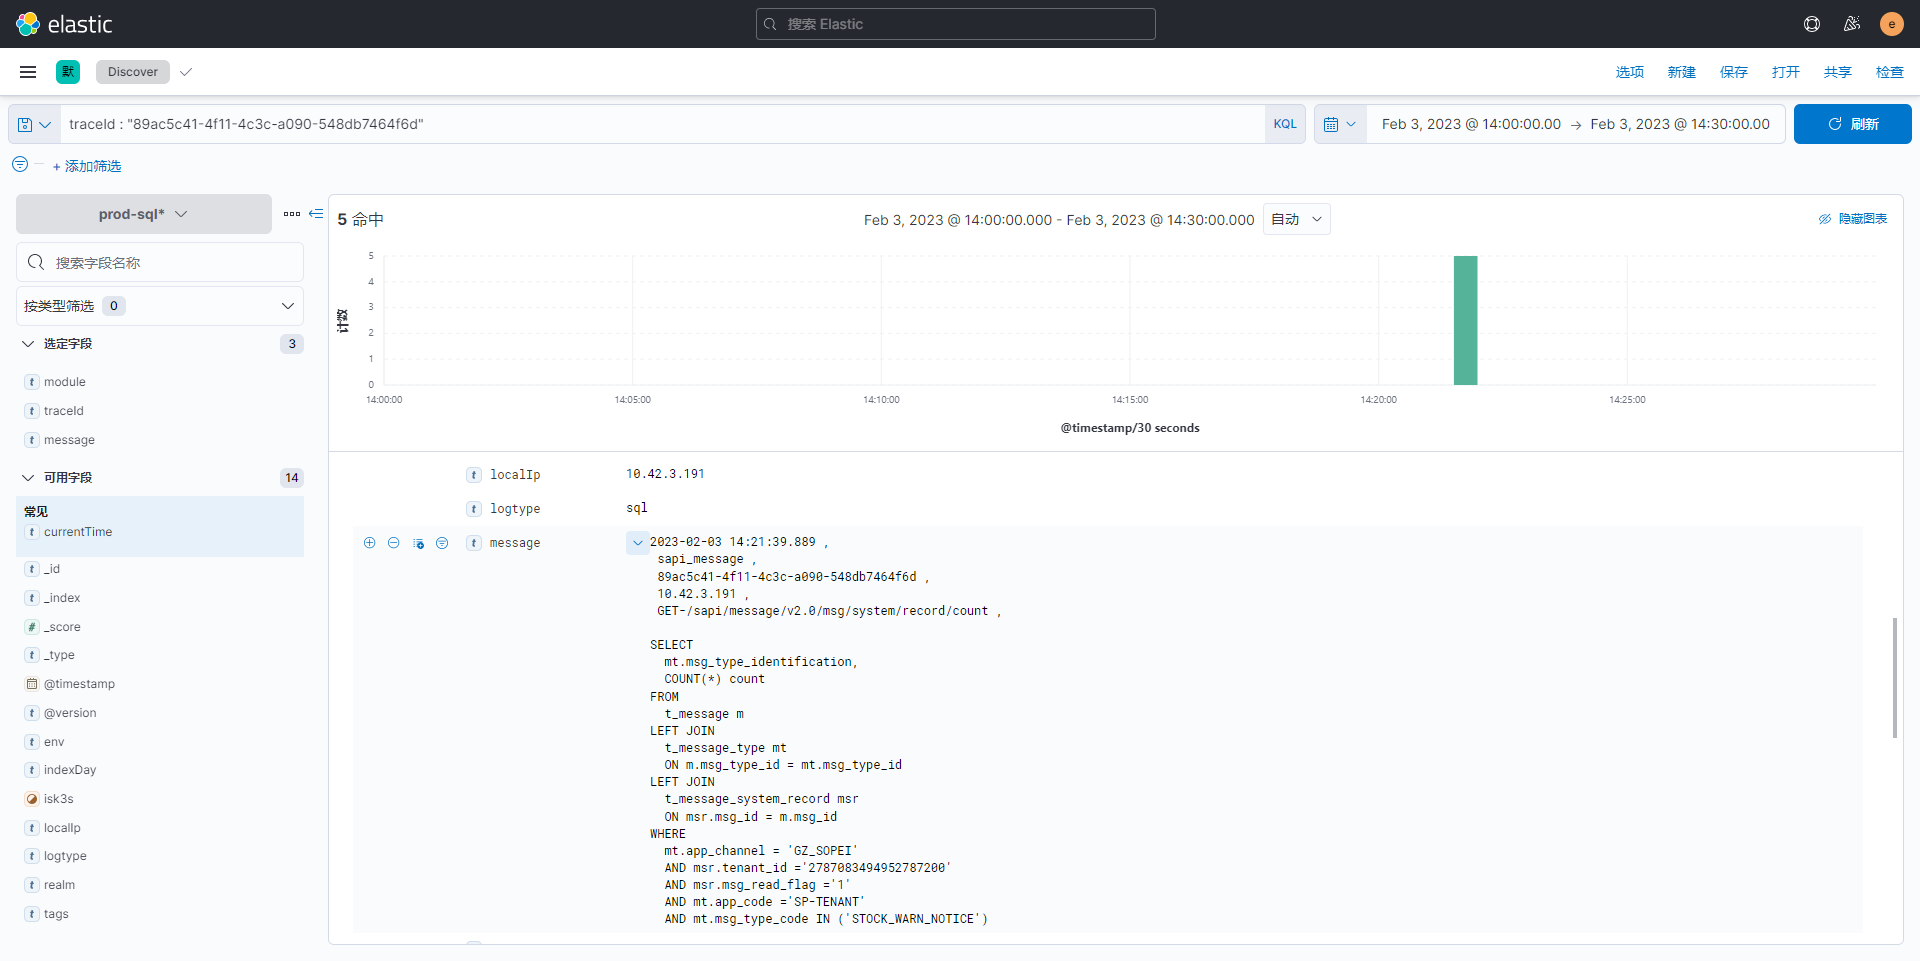 elastic
搜索 Elastic
e
默
Discover
选项
新建
保存
打开
共享
检查
traceId : "89ac5c41-4f11-4c3c-a090-548db7464f6d"
KQL
Feb 3, 2023 @ 14:00:00.00 → Feb 3, 2023 @ 14:30:00.00
刷新
+ 添加筛选
prod-sql*
搜索字段名称
按类型筛选 0
选定字段 3
t module
t traceId
t message
可用字段 14
常见
t currentTime
t _id
t _index
# _score
t _type
@timestamp
t @version
t env
t indexDay
isk3s
t localIp
t logtype
t realm
t tags
5 命中
Feb 3, 2023 @ 14:00:00.000 - Feb 3, 2023 @ 14:30:00.000
自动
隐藏图表
计数
5
4
3
2
1
0
14:00:00
14:05:00
14:10:00
14:15:00
14:20:00
14:25:00
@timestamp/30 seconds
t localIp 10.42.3.191
t logtype sql
t message
2023-02-03 14:21:39.889 ,
sapi_message ,
89ac5c41-4f11-4c3c-a090-548db7464f6d ,
10.42.3.191 ,
GET-/sapi/message/v2.0/msg/system/record/count ,
SELECT
mt.msg_type_identification,
COUNT(*) count
FROM
t_message m
LEFT JOIN
t_message_type mt
ON m.msg_type_id = mt.msg_type_id
LEFT JOIN
t_message_system_record msr
ON msr.msg_id = m.msg_id
WHERE
mt.app_channel = 'GZ_SOPEI'
AND msr.tenant_id ='2787083494952787200'
AND msr.msg_read_flag ='1'
AND mt.app_code ='SP-TENANT'
AND mt.msg_type_code IN ('STOCK_WARN_NOTICE')